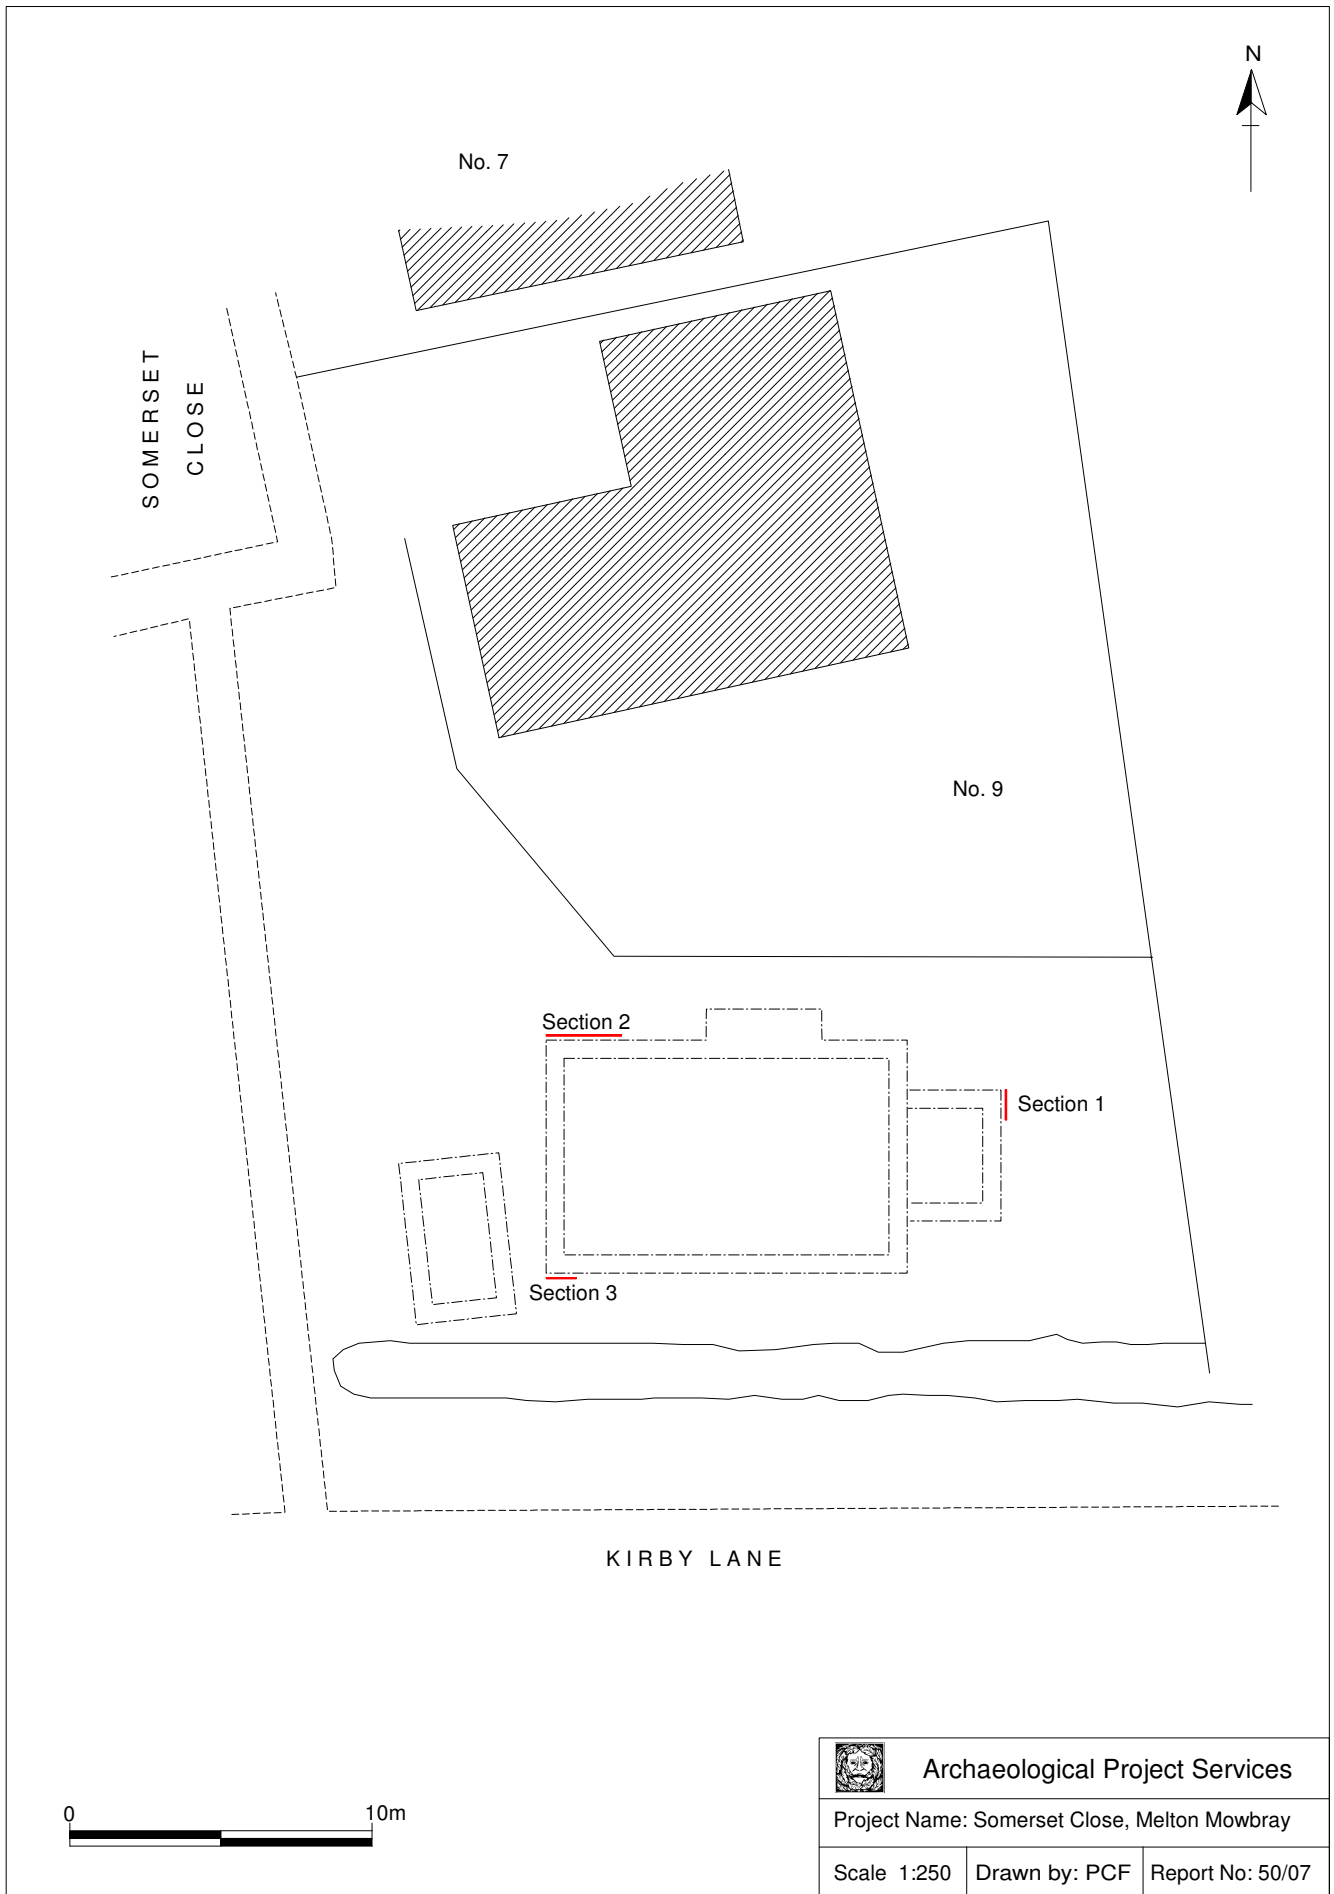 N
No. 7
SOMERSET
CLOSE
No. 9
Section 2
Section 1
Section 3
KIRBY LANE
0 10m
Archaeological Project Services
Project Name: Somerset Close, Melton Mowbray
Scale 1:250 Drawn by: PCF Report No: 50/07